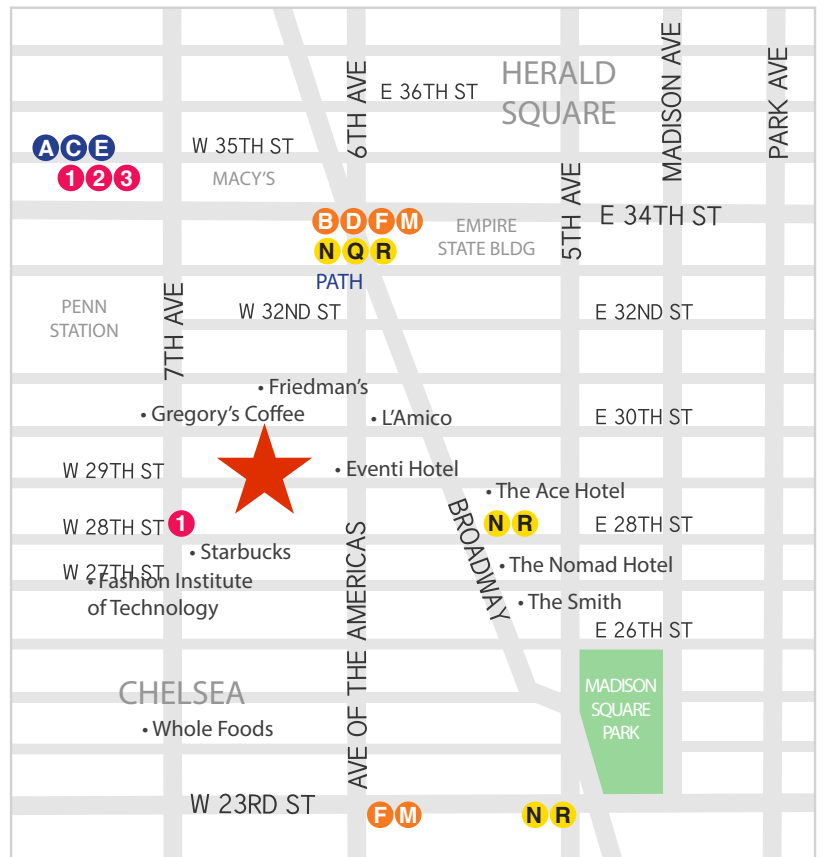 6TH AVE
MADISON AVE
PARK AVE
E 36TH ST
HERALD
SQUARE
A C E
1 2 3
W 35TH ST
MACY'S
5TH AVE
E 34TH ST
B D F M
N Q R
PATH
EMPIRE
STATE BLDG
7TH AVE
PENN
STATION
W 32ND ST
E 32ND ST
• Friedman's
• Gregory's Coffee
• L'Amico
E 30TH ST
W 29TH ST
• Eventi Hotel
• The Ace Hotel
W 28TH ST
1
BROADWAY
N R
E 28TH ST
• Starbucks
W 27TH ST
• Fashion Institute
of Technology
AVE OF THE AMERICAS
• The Nomad Hotel
• The Smith
E 26TH ST
CHELSEA
• Whole Foods
MADISON
SQUARE
PARK
W 23RD ST
F M
N R